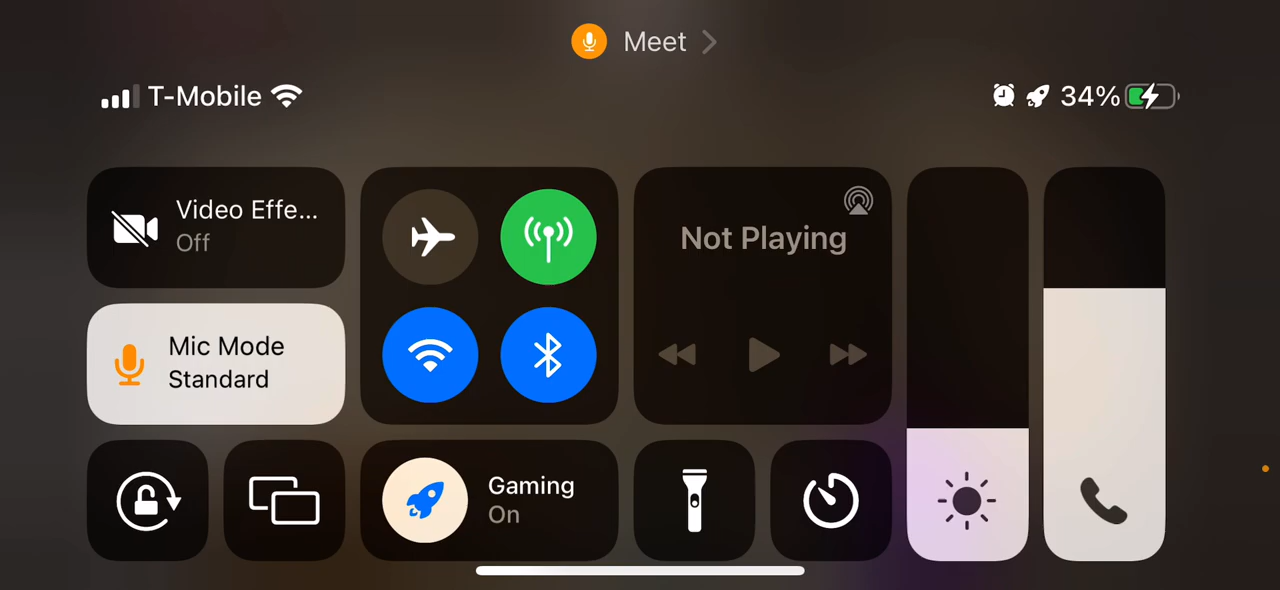 Meet
T-Mobile
34%
Video Effe...
Off
Mic Mode
Standard
Not Playing
Gaming
On